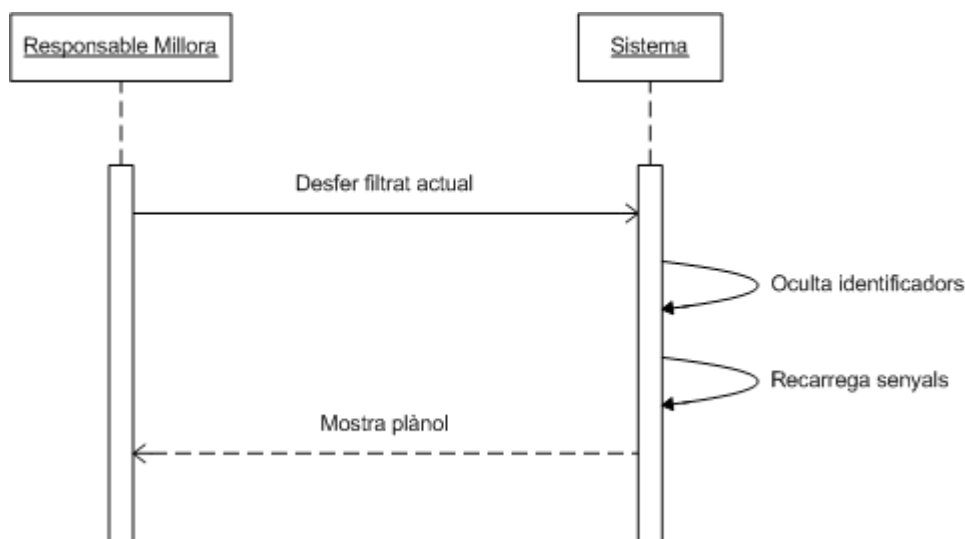 Responsable Millora
Sistema
Desfer filtrat actual
Oculta identificadors
Recarrega senyals
Mostra plànol